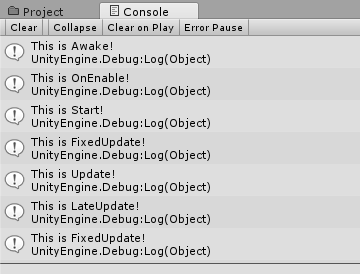 Project
Console
Clear Collapse Clear on Play Error Pause
This is Awake!
UnityEngine.Debug:Log(Object)
This is OnEnable!
UnityEngine.Debug:Log(Object)
This is Start!
UnityEngine.Debug:Log(Object)
This is FixedUpdate!
UnityEngine.Debug:Log(Object)
This is Update!
UnityEngine.Debug:Log(Object)
This is LateUpdate!
UnityEngine.Debug:Log(Object)
This is FixedUpdate!
UnityEngine.Debug:Log(Object)